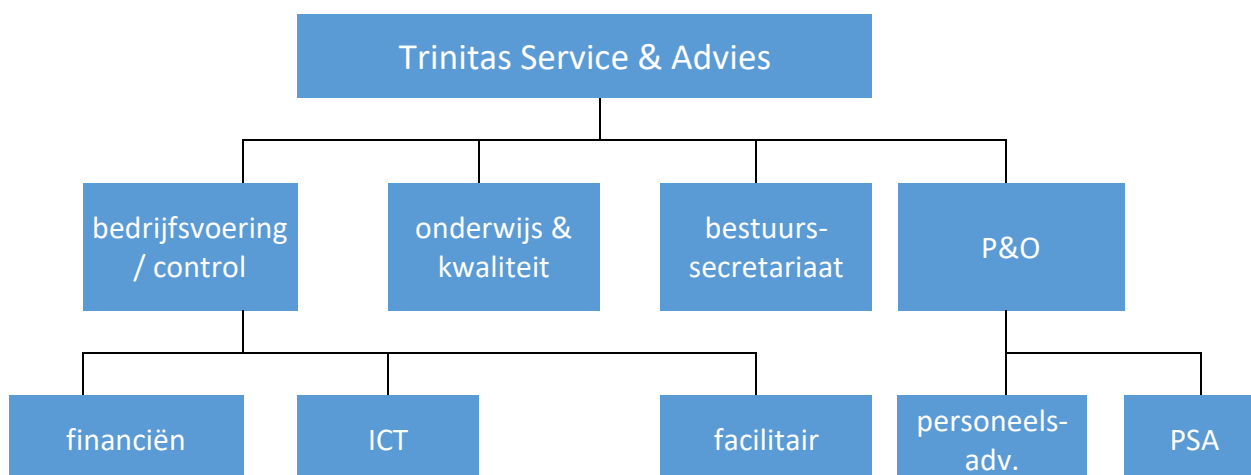 Trinitas Service & Advies
bedrijfsvoering
/ control
onderwijs &
kwaliteit
bestuurs-
secretariaat
P&O
financiën
ICT
facilitair
personeels-
adv.
PSA